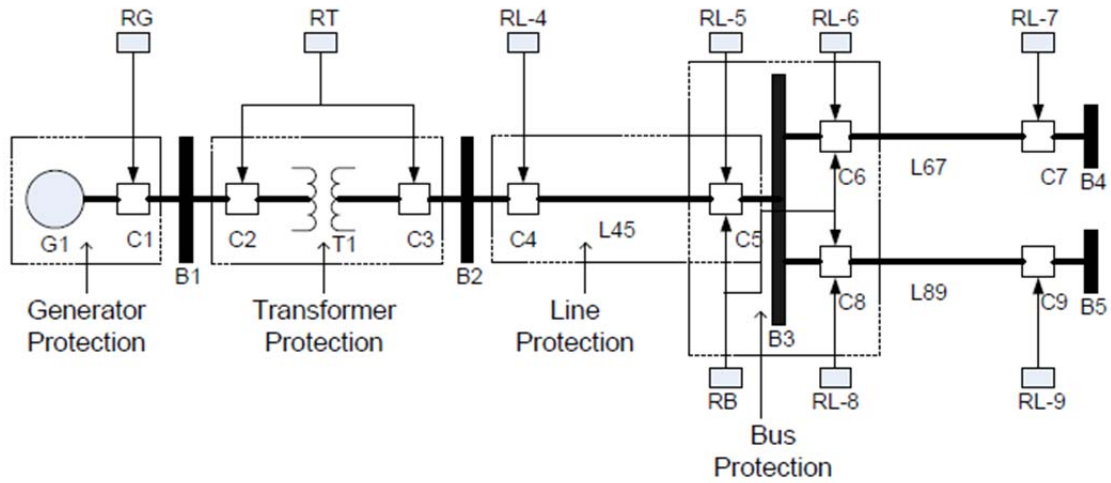 RG
RT
RL-4
RL-5
RL-6
RL-7
G1
C1
B1
C2
T1
C3
B2
C4
L45
C5
C6
L67
C7
B4
B3
C8
L89
C9
B5
Generator
Protection
Transformer
Protection
Line
Protection
RB
RL-8
RL-9
Bus
Protection